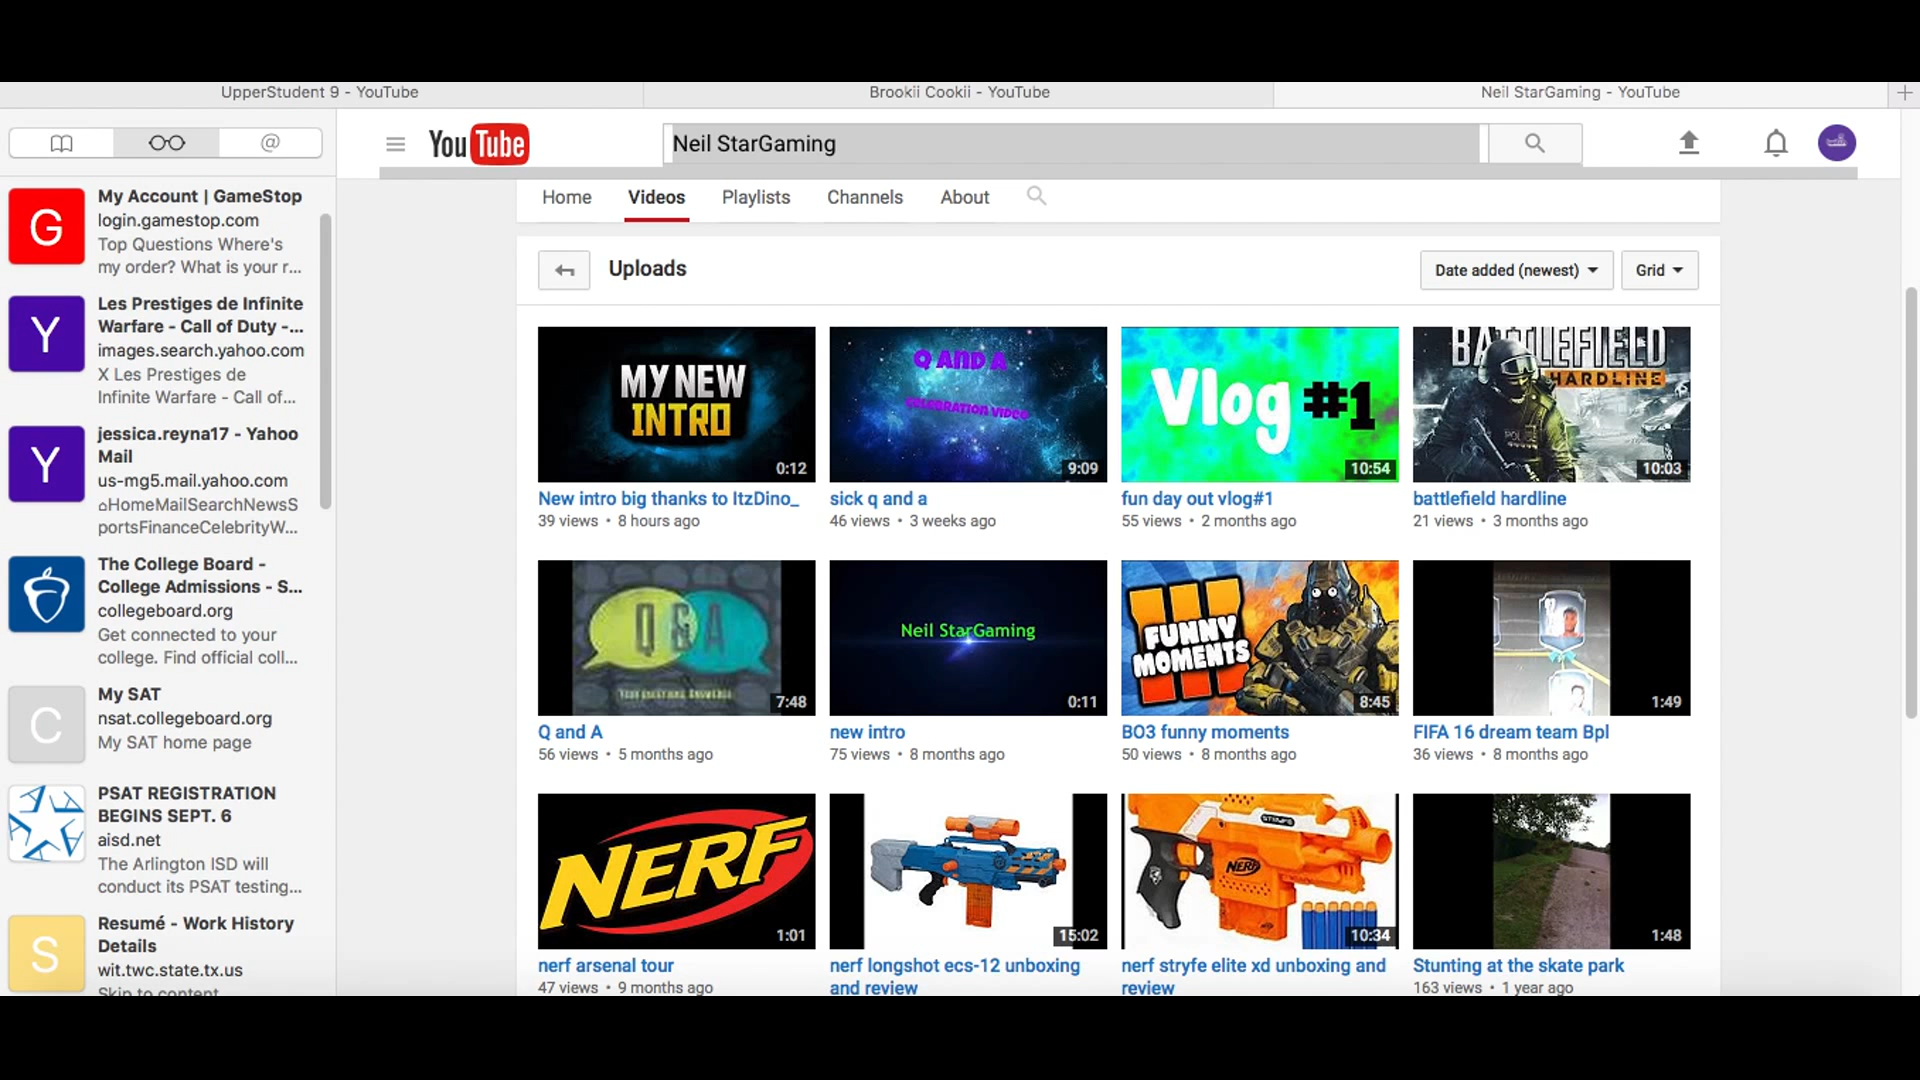 UpperStudent 9 - YouTube
Brookii Cookii - YouTube
Neil StarGaming - YouTube
@
YouTube
Neil StarGaming
G
My Account | GameStop
login.gamestop.com
Top Questions Where's
my order? What is your r...
Y
Les Prestiges de Infinite
Warfare - Call of Duty -...
images.search.yahoo.com
X Les Prestiges de
Infinite Warfare - Call of...
Y
jessica.reyna17 - Yahoo
Mail
us-mg5.mail.yahoo.com
⌂HomeMailSearchNewsS
portsFinanceCelebrityW...
The College Board -
College Admissions - S...
collegeboard.org
Get connected to your
college. Find official coll...
C
My SAT
nsat.collegeboard.org
My SAT home page
PSAT REGISTRATION
BEGINS SEPT. 6
aisd.net
The Arlington ISD will
conduct its PSAT testing...
S
Resumé - Work History
Details
wit.twc.state.tx.us
Skip to content
Home Videos Playlists Channels About
Uploads
Date added (newest)
Grid
MY NEW
INTRO
0:12
New intro big thanks to ItzDino_
39 views • 8 hours ago
Q AND A
CELEBRATION VIDEO
9:09
sick q and a
46 views • 3 weeks ago
Vlog #1
10:54
fun day out vlog#1
55 views • 2 months ago
BATTLEFIELD
HARDLINE
POLICE
10:03
battlefield hardline
21 views • 3 months ago
Q & A
YOUR QUESTIONS ANSWERED
7:48
Q and A
56 views • 5 months ago
Neil StarGaming
0:11
new intro
75 views • 8 months ago
FUNNY
MOMENTS
8:45
BO3 funny moments
50 views • 8 months ago
1:49
FIFA 16 dream team Bpl
36 views • 8 months ago
NERF
1:01
nerf arsenal tour
47 views • 9 months ago
15:02
nerf longshot ecs-12 unboxing
and review
STRYFE
NERF
10:34
nerf stryfe elite xd unboxing and
review
1:48
Stunting at the skate park
163 views • 1 year ago